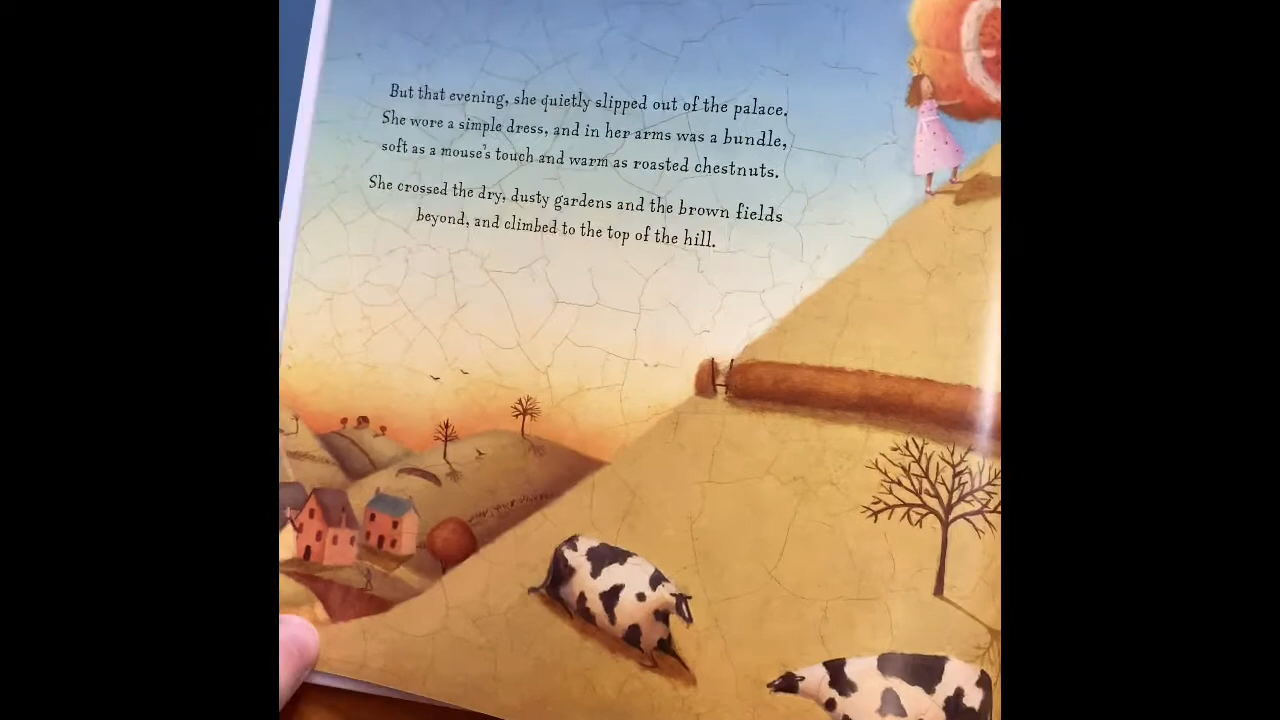 But that evening, she quietly slipped out of the palace.
She wore a simple dress, and in her arms was a bundle,
soft as a mouse's touch and warm as roasted chestnuts.
She crossed the dry, dusty gardens and the brown fields
beyond, and climbed to the top of the hill.